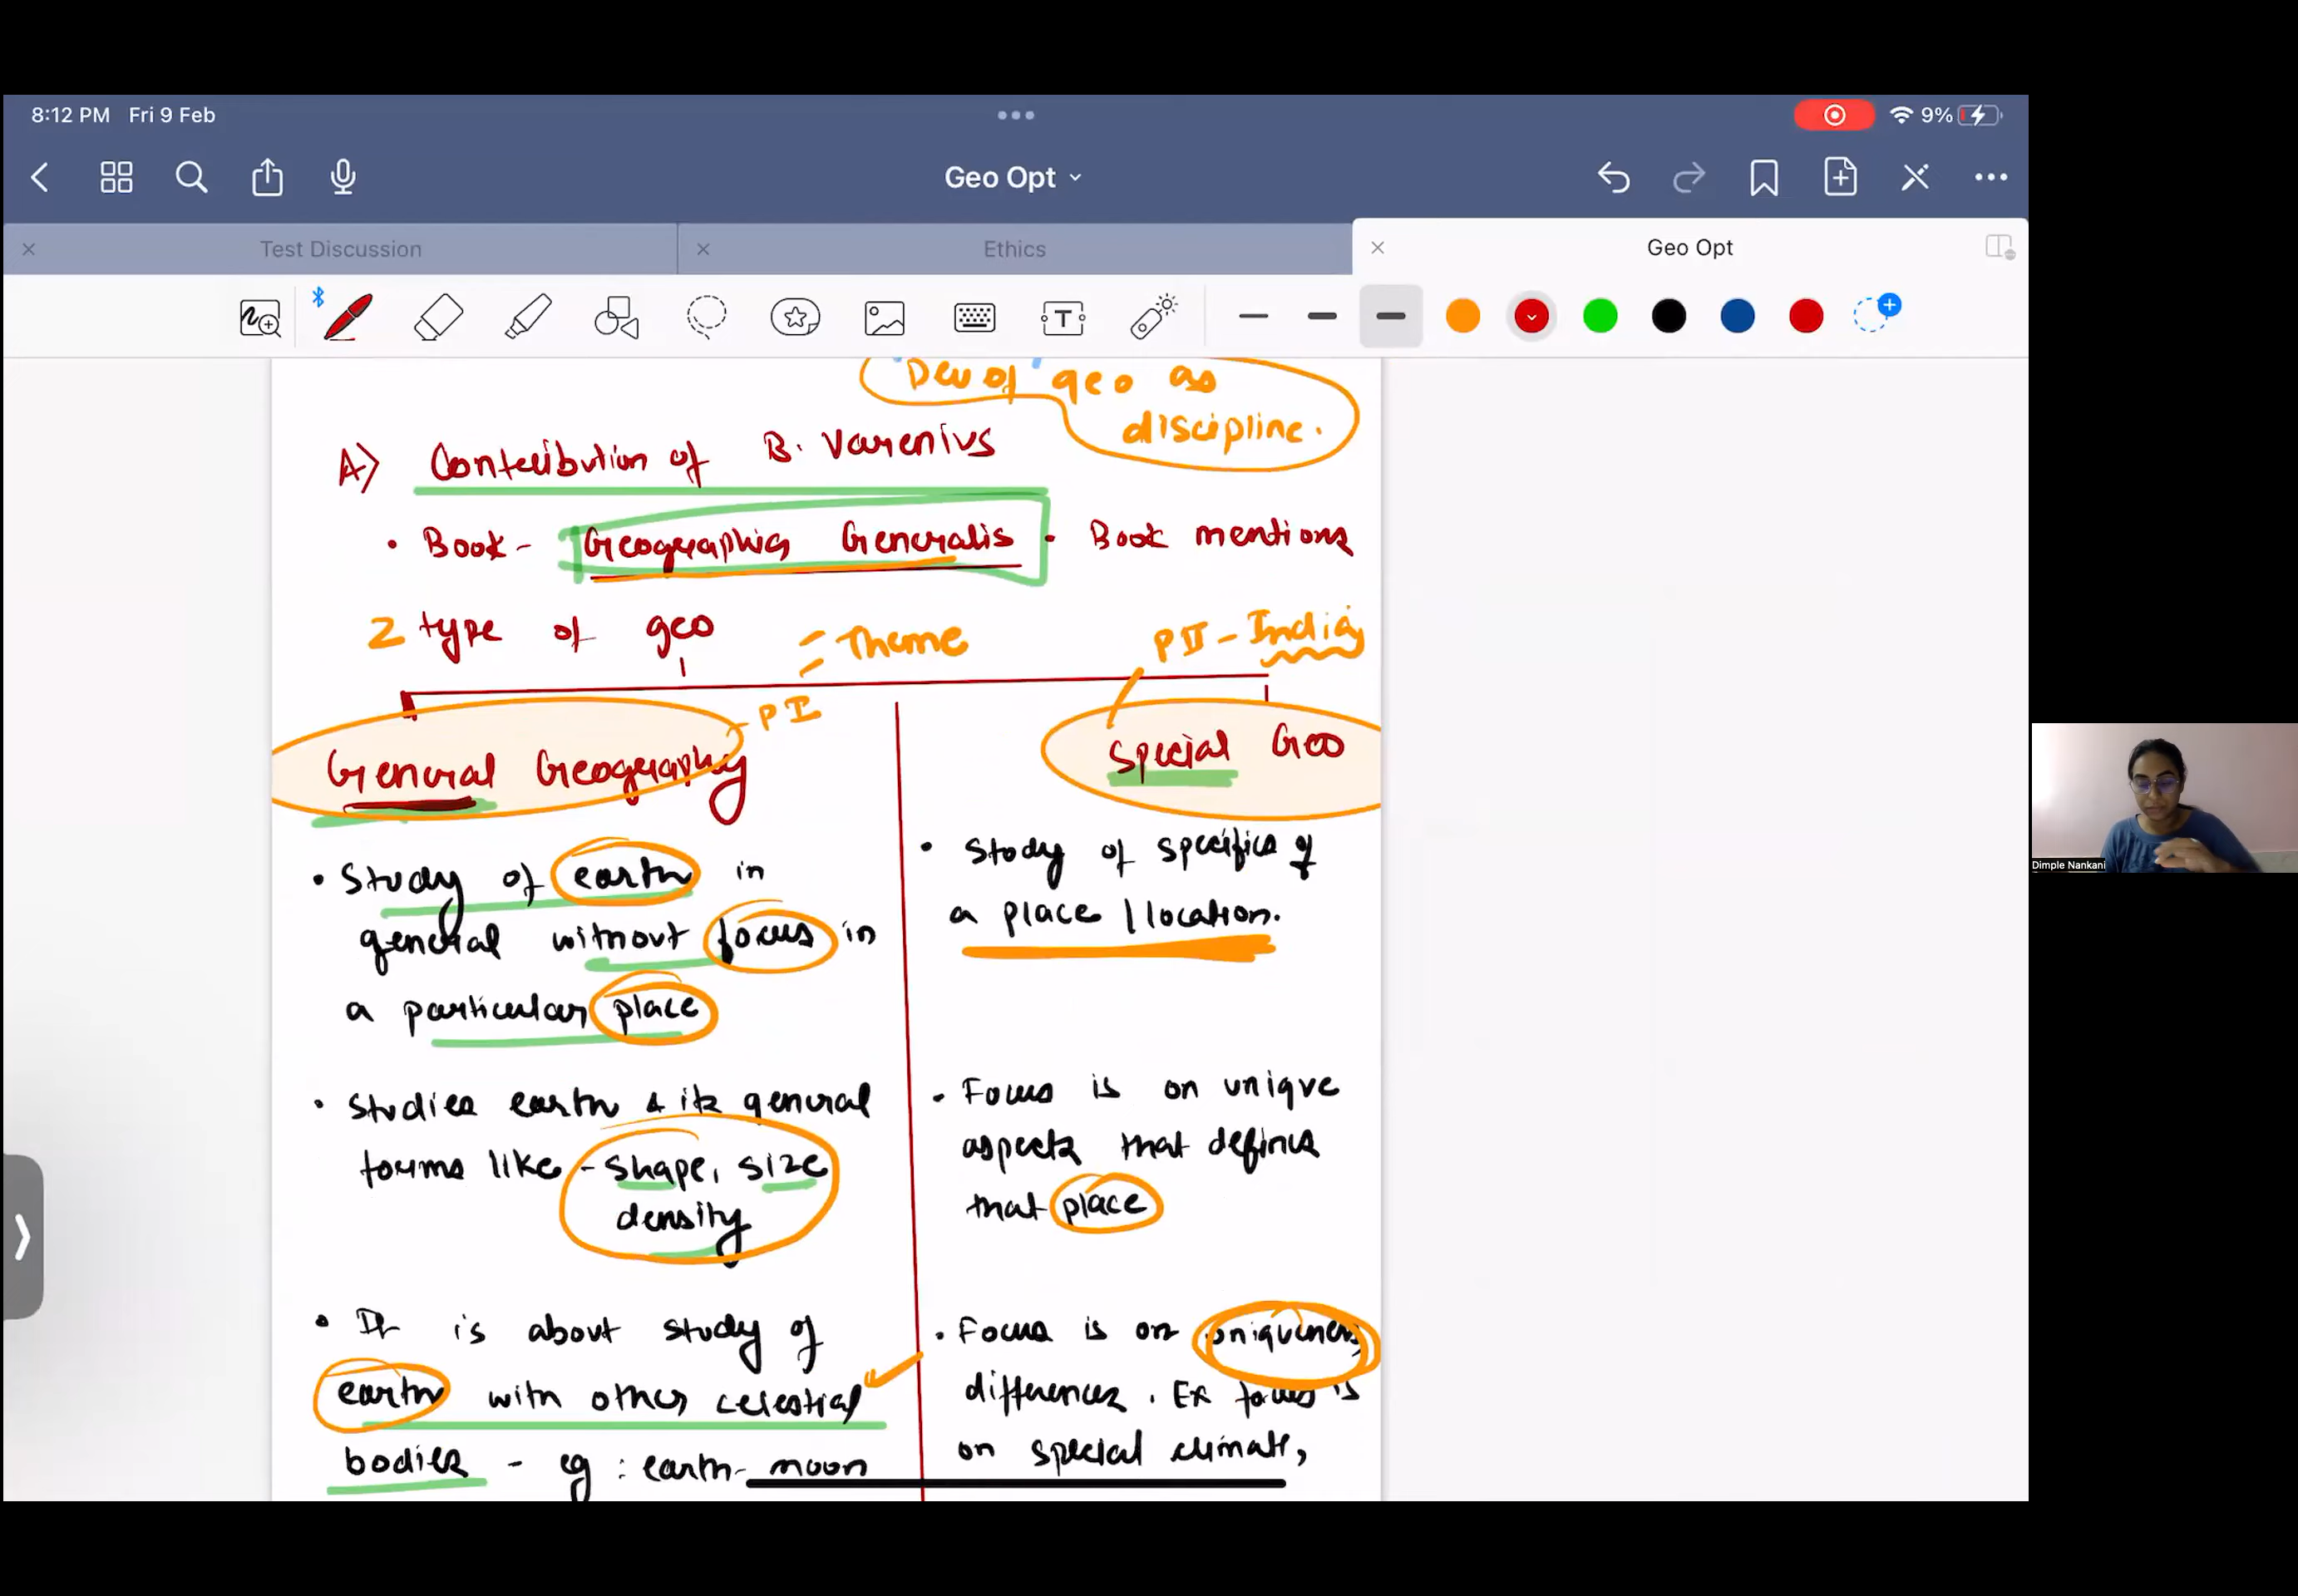 8:12 PM Fri 9 Feb
9%
Geo Opt
Test Discussion
Ethics
Geo Opt
T
Dev of geo as
discipline.
A) Contribution of B. Varenius
• Book - Geographia Generalis • Book mentions
2 type of geo = Theme
PII - India
PI
General Geography
• Study of earth in
general without focus in
a particular place
• Studies earth & its general
forms like - shape, size
density
• It is about study of
earth with other celestial
bodies - eg : earth - moon
Special Geo
• Study of specifics of
a place / location.
• Focus is on unique
aspects that defines
that place
• Focus is on uniqueness
differences. Ex focus is
on special climate,
Dimple Nankani